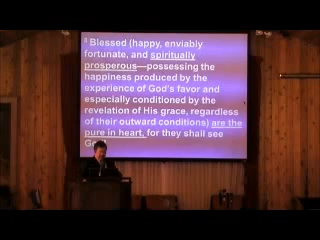 8 Blessed (happy, enviably
fortunate, and spiritually
prosperous—possessing the
happiness produced by the
experience of God's favor and
especially conditioned by the
revelation of His grace, regardless
of their outward conditions) are the
pure in heart, for they shall see